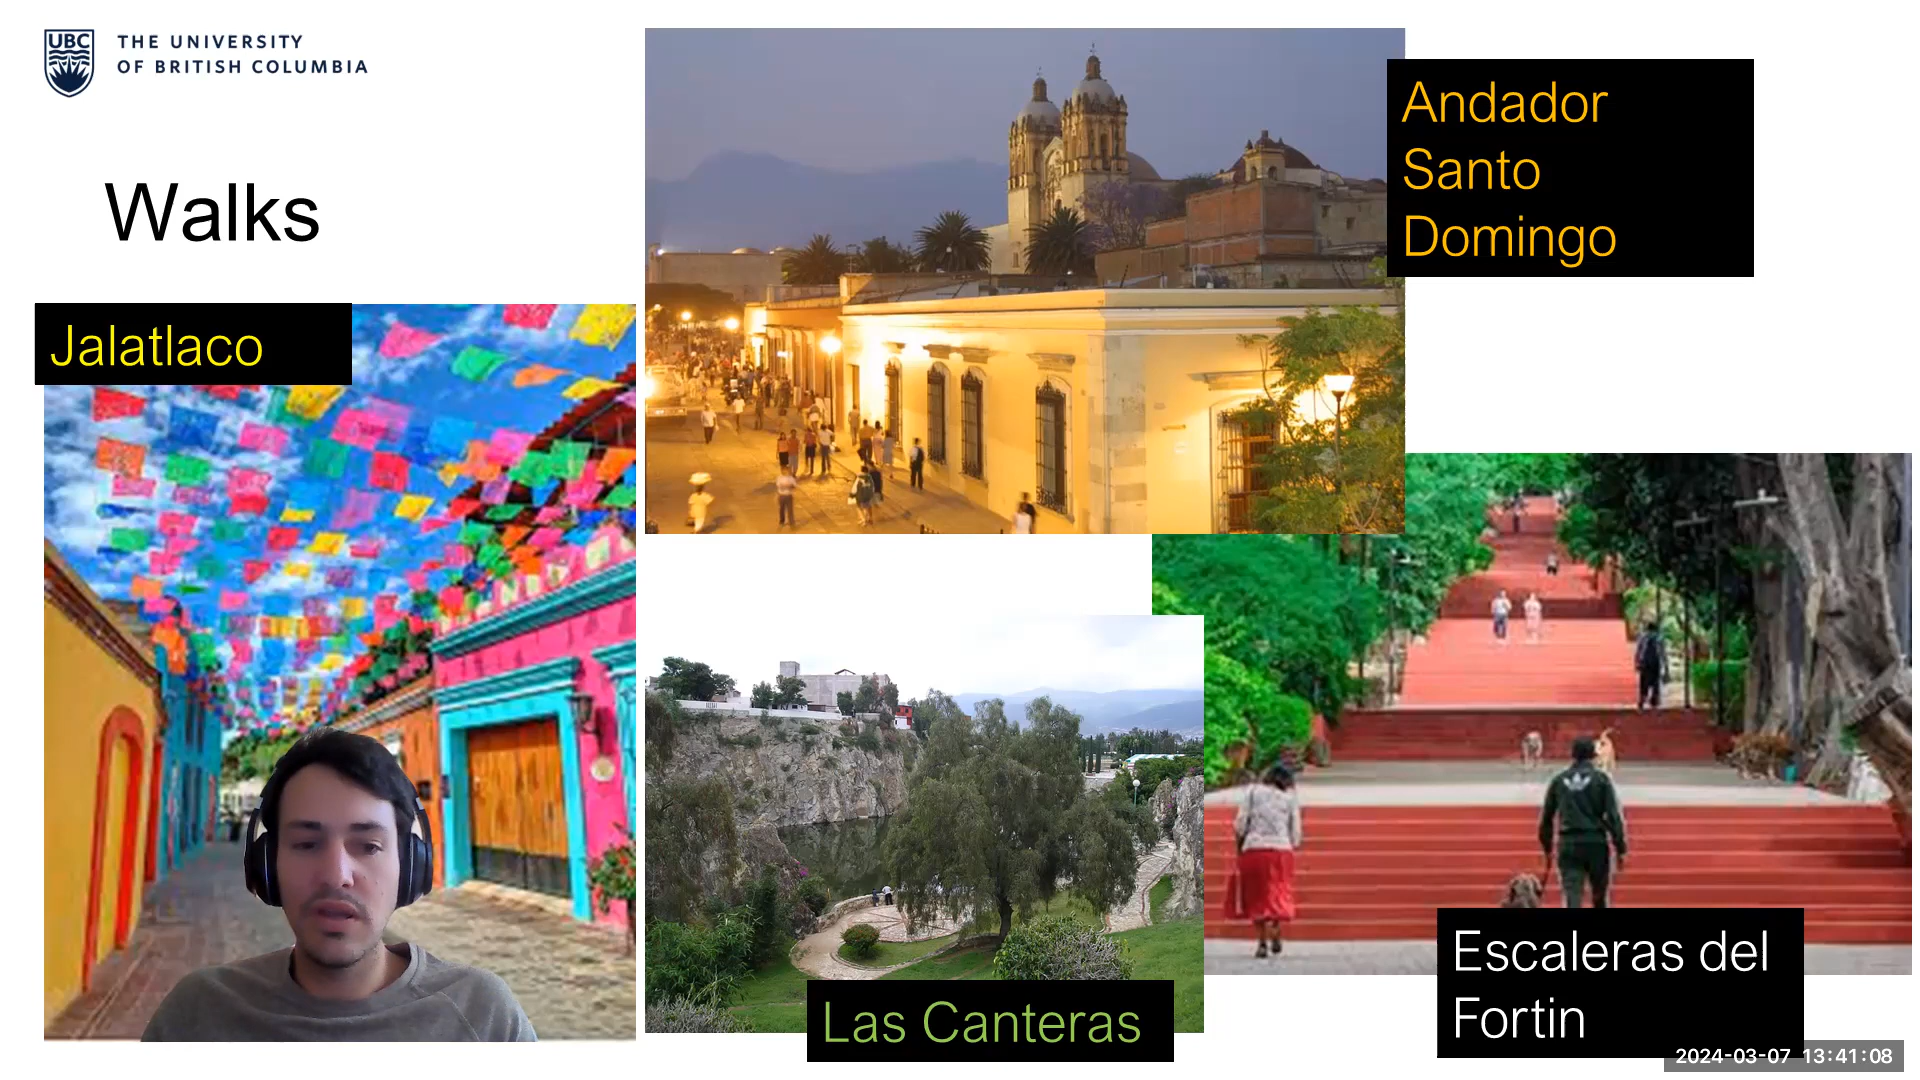 UBC
THE UNIVERSITY
OF BRITISH COLUMBIA
Walks
Jalatlaco
Andador
Santo
Domingo
Las Canteras
Escaleras del
Fortin
2024-03-07 13:41:08